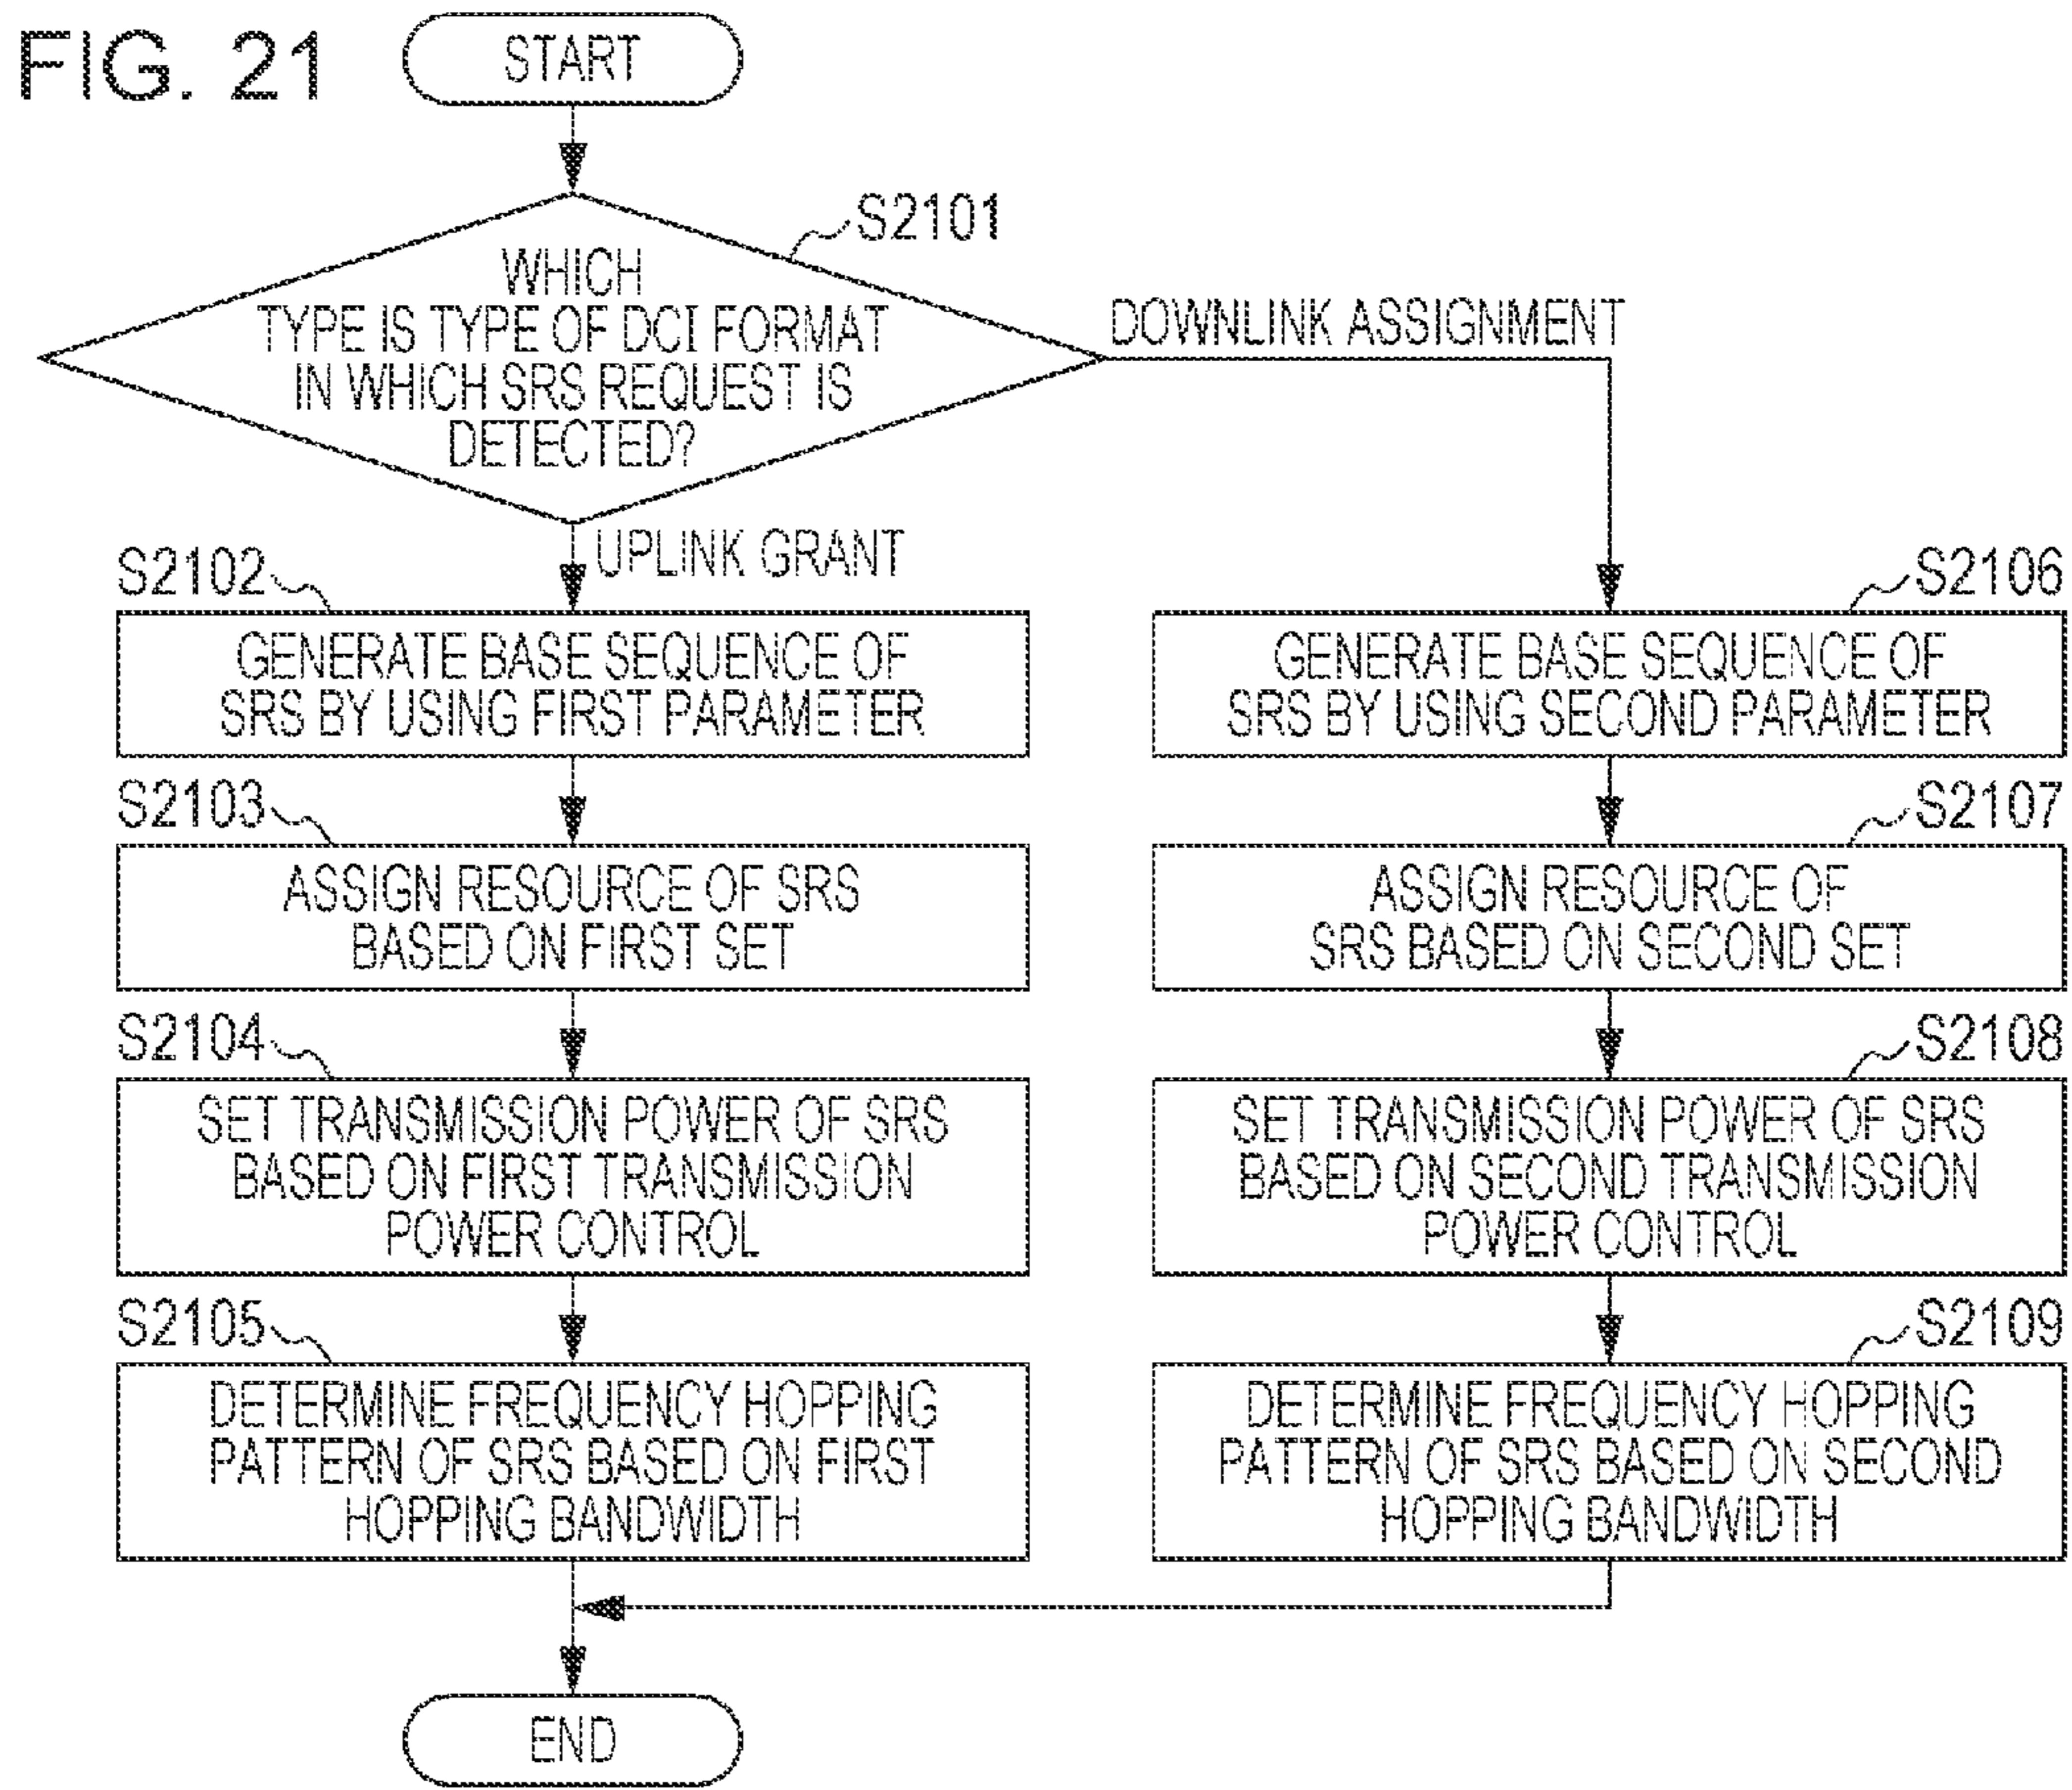 FIG. 21
START
S2101
WHICH
TYPE IS TYPE OF DCI FORMAT
IN WHICH SRS REQUEST IS
DETECTED?
DOWNLINK ASSIGNMENT
UPLINK GRANT
S2102
GENERATE BASE SEQUENCE OF
SRS BY USING FIRST PARAMETER
S2103
ASSIGN RESOURCE OF SRS
BASED ON FIRST SET
S2104
SET TRANSMISSION POWER OF SRS
BASED ON FIRST TRANSMISSION
POWER CONTROL
S2105
DETERMINE FREQUENCY HOPPING
PATTERN OF SRS BASED ON FIRST
HOPPING BANDWIDTH
S2106
GENERATE BASE SEQUENCE OF
SRS BY USING SECOND PARAMETER
S2107
ASSIGN RESOURCE OF
SRS BASED ON SECOND SET
S2108
SET TRANSMISSION POWER OF SRS
BASED ON SECOND TRANSMISSION
POWER CONTROL
S2109
DETERMINE FREQUENCY HOPPING
PATTERN OF SRS BASED ON SECOND
HOPPING BANDWIDTH
END